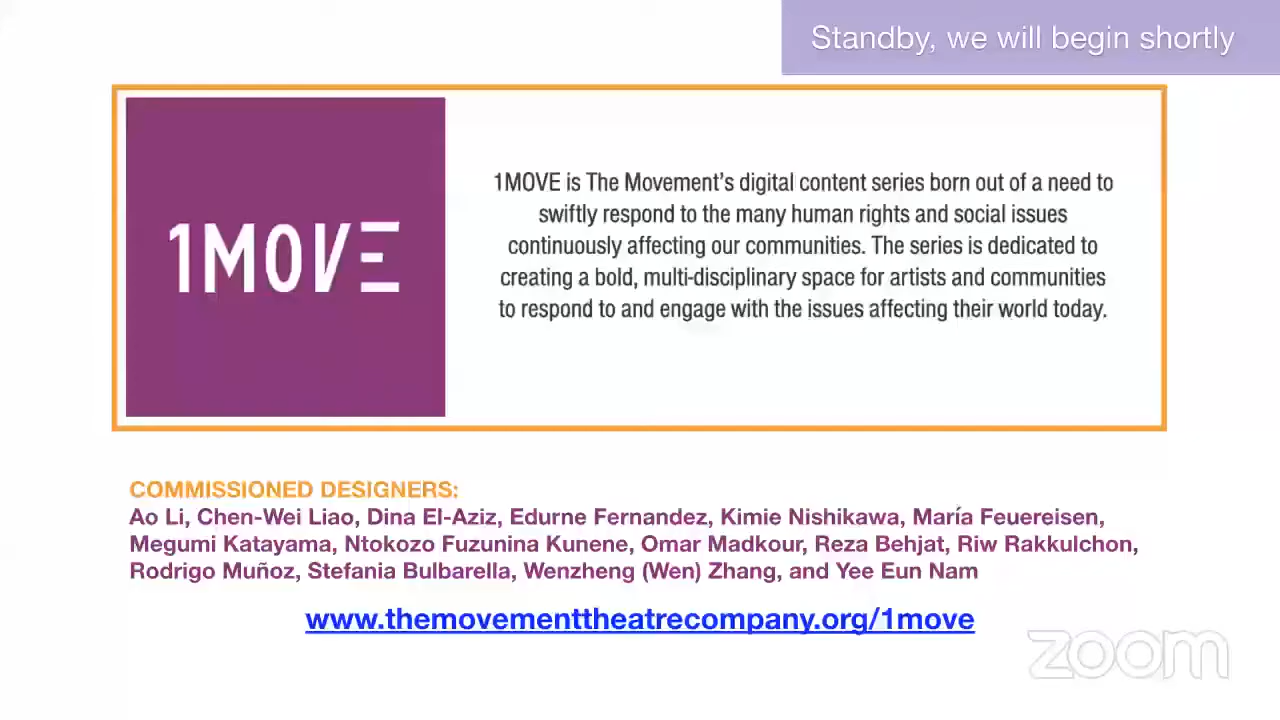 Standby, we will begin shortly
1MOVE
1MOVE is The Movement's digital content series born out of a need to
swiftly respond to the many human rights and social issues
continuously affecting our communities. The series is dedicated to
creating a bold, multi-disciplinary space for artists and communities
to respond to and engage with the issues affecting their world today.
COMMISSIONED DESIGNERS:
Ao Li, Chen-Wei Liao, Dina El-Aziz, Edurne Fernandez, Kimie Nishikawa, María Feuereisen,
Megumi Katayama, Ntokozo Fuzunina Kunene, Omar Madkour, Reza Behjat, Riw Rakkulchon,
Rodrigo Muñoz, Stefania Bulbarella, Wenzheng (Wen) Zhang, and Yee Eun Nam
www.themovementtheatrecompany.org/1move
zoom